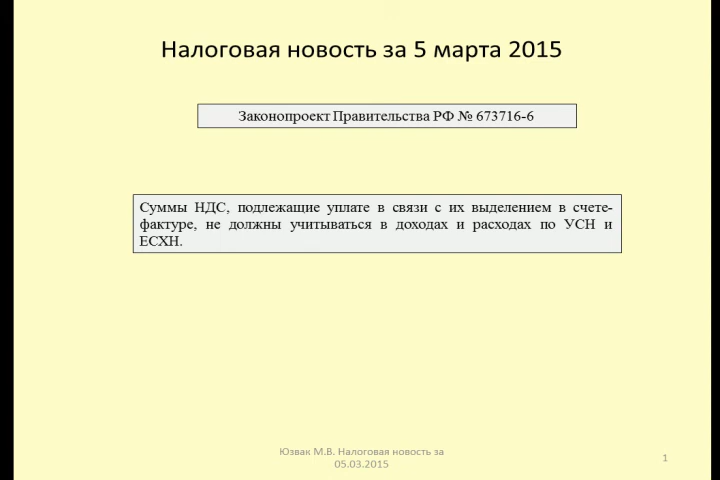 Налоговая новость за 5 марта 2015
Законопроект Правительства РФ № 673716-6
Суммы НДС, подлежащие уплате в связи с их выделением в счете-
фактуре, не должны учитываться в доходах и расходах по УСН и
ЕСХН.
Юзвак М.В. Налоговая новость за
05.03.2015
1